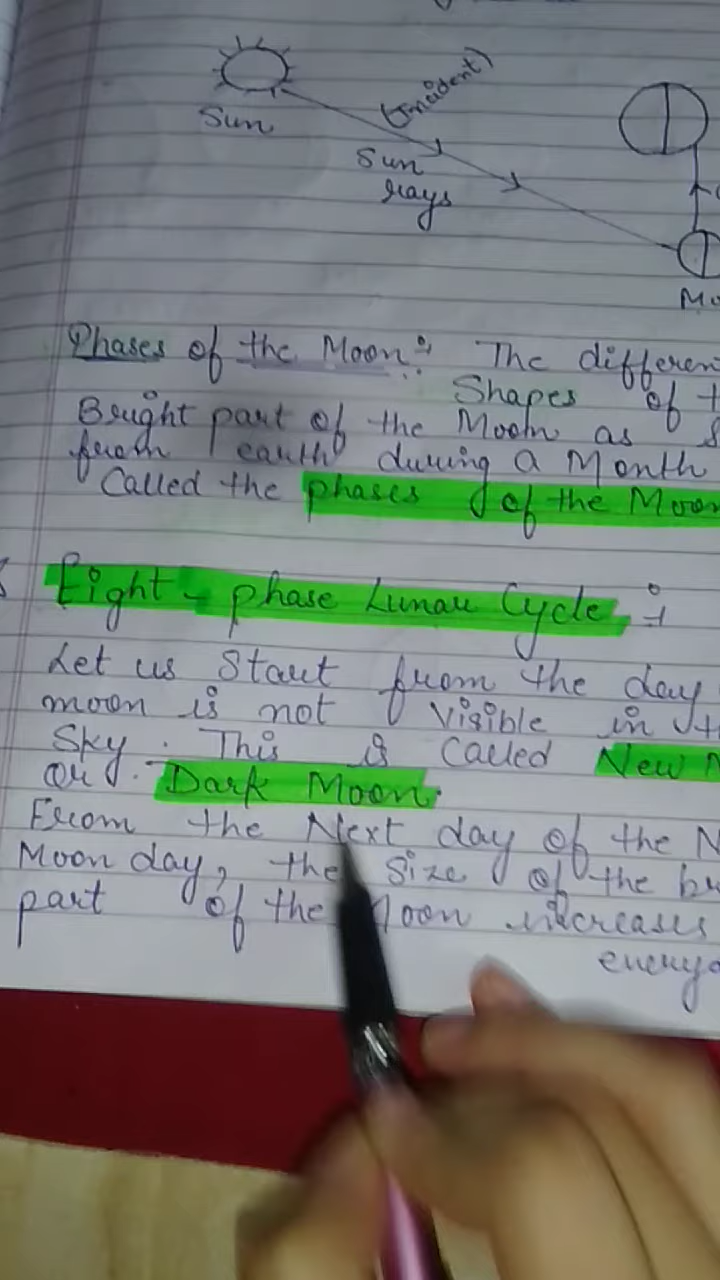 (Incident)
Sun
Sun
rays
Phases of the Moon:- The differen
Shapes of t
Bright part of the Moon as s
from earth during a Month
Called the phases of the Moon
Eight - phase Lunar Cycle :-
Let us Start from the day
moon is not Visible in th
Sky. This is Called New M
or Dark Moon.
From the Next day of the N
Moon day, the Size of the br
part of the Moon increases
everyd